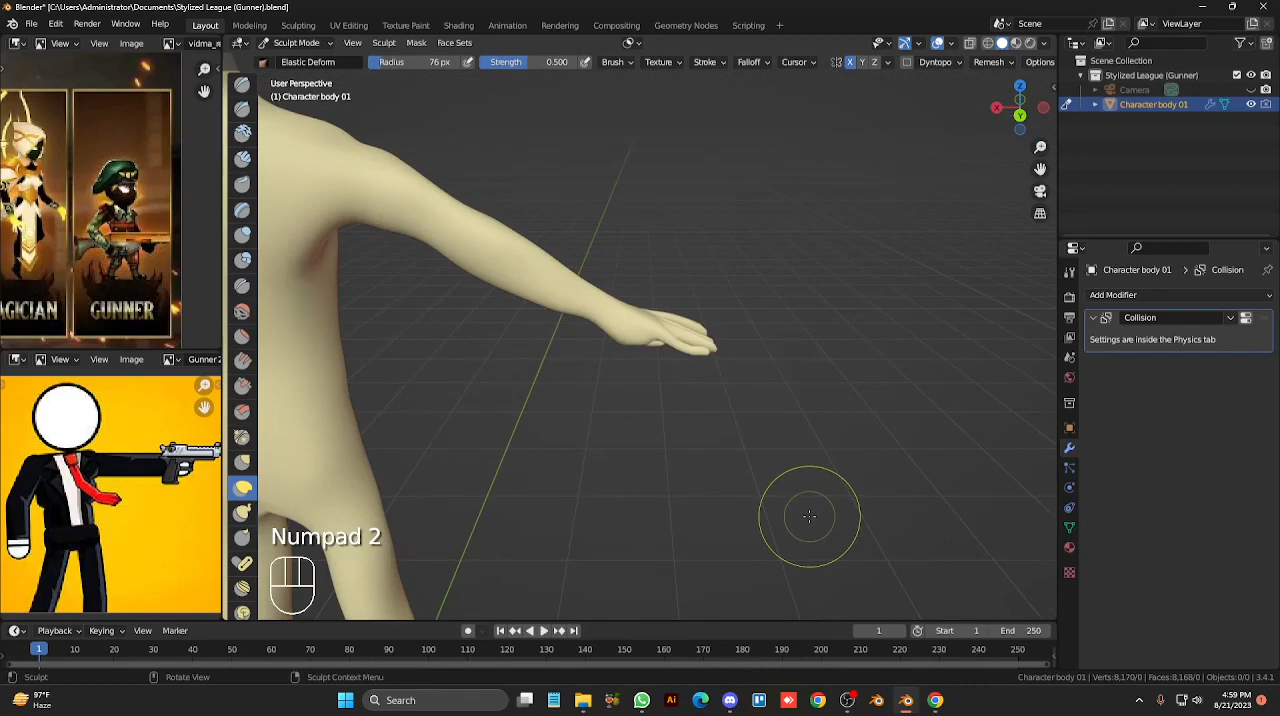 Blender* [C:\Users\Administrator\Documents\Stylized League (Gunner).blend]
File Edit Render Window Help Layout Modeling Sculpting UV Editing Texture Paint Shading Animation Rendering Compositing Geometry Nodes Scripting + Scene ViewLayer
View Image vidma_re Sculpt Mode View Sculpt Mask Face Sets
Elastic Deform Radius 76 px Strength 0.500 Brush Texture Stroke Falloff Cursor X Y Z Dyntopo Remesh Options
Scene Collection
Stylized League (Gunner)
Camera
Character body 01
User Perspective
(1) Character body 01
Z
X
Y
AGICIAN
GUNNER
Character body 01 Collision
Add Modifier
Collision
Settings are inside the Physics tab
View Image Gunner2
Numpad 2
Playback Keying View Marker 1 Start 1 End 250
1 10 20 30 40 50 60 70 80 90 100 110 120 130 140 150 160 170 180 190 200 210 220 230 240 250
Sculpt Rotate View Sculpt Context Menu Character body 01 | Verts:8,170/0 | Faces:8,168/0 | Objects:0/0 | 3.4.1
97°F
Haze
Search
4:59 PM
8/21/2023